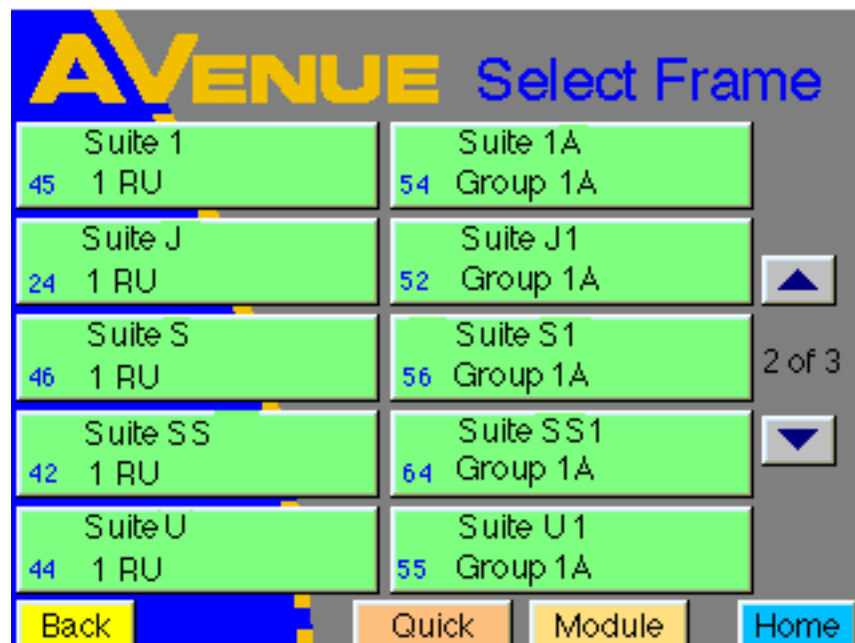 AVENUE Select Frame
Suite 1
45 1 RU
Suite 1A
54 Group 1A
Suite J
24 1 RU
Suite J1
52 Group 1A
Suite S
46 1 RU
Suite S1
56 Group 1A
2 of 3
Suite SS
42 1 RU
Suite SS1
64 Group 1A
Suite U
44 1 RU
Suite U1
55 Group 1A
Back Quick Module Home